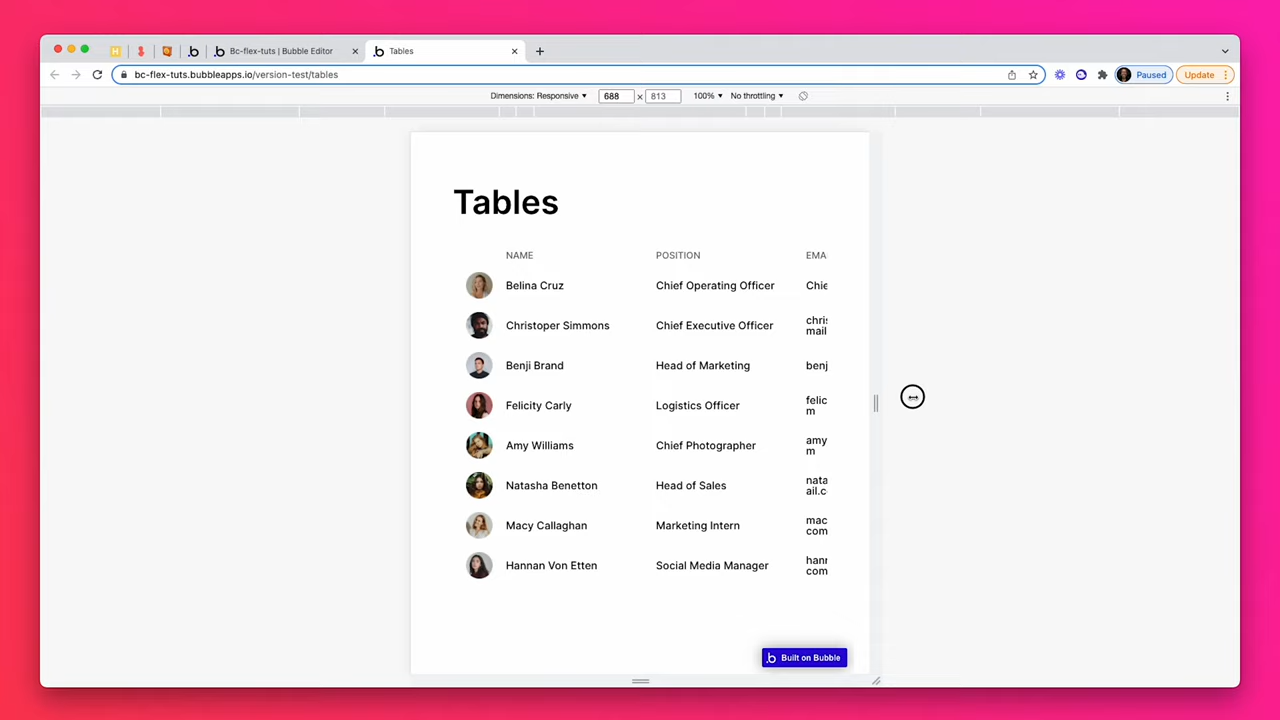 H
Bc-flex-tuts | Bubble Editor
Tables
bc-flex-tuts.bubbleapps.io/version-test/tables
Paused
Update
Dimensions: Responsive
688 x 813
100%
No throttling
Tables
NAME POSITION EMA
Belina Cruz Chief Operating Officer Chie
Christoper Simmons Chief Executive Officer chris
mail
Benji Brand Head of Marketing benj
Felicity Carly Logistics Officer felic
m
Amy Williams Chief Photographer amy
m
Natasha Benetton Head of Sales nata
ail.c
Macy Callaghan Marketing Intern mac
com
Hannan Von Etten Social Media Manager hann
com
b Built on Bubble